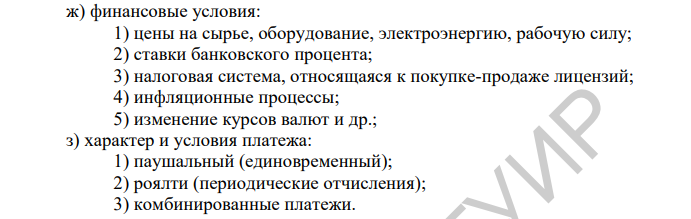 ж) финансовые условия:
1) цены на сырье, оборудование, электроэнергию, рабочую силу;
2) ставки банковского процента;
3) налоговая система, относящаяся к покупке-продаже лицензий;
4) инфляционные процессы;
5) изменение курсов валют и др.;
з) характер и условия платежа:
1) паушальный (единовременный);
2) роялти (периодические отчисления);
3) комбинированные платежи.
ГУИР